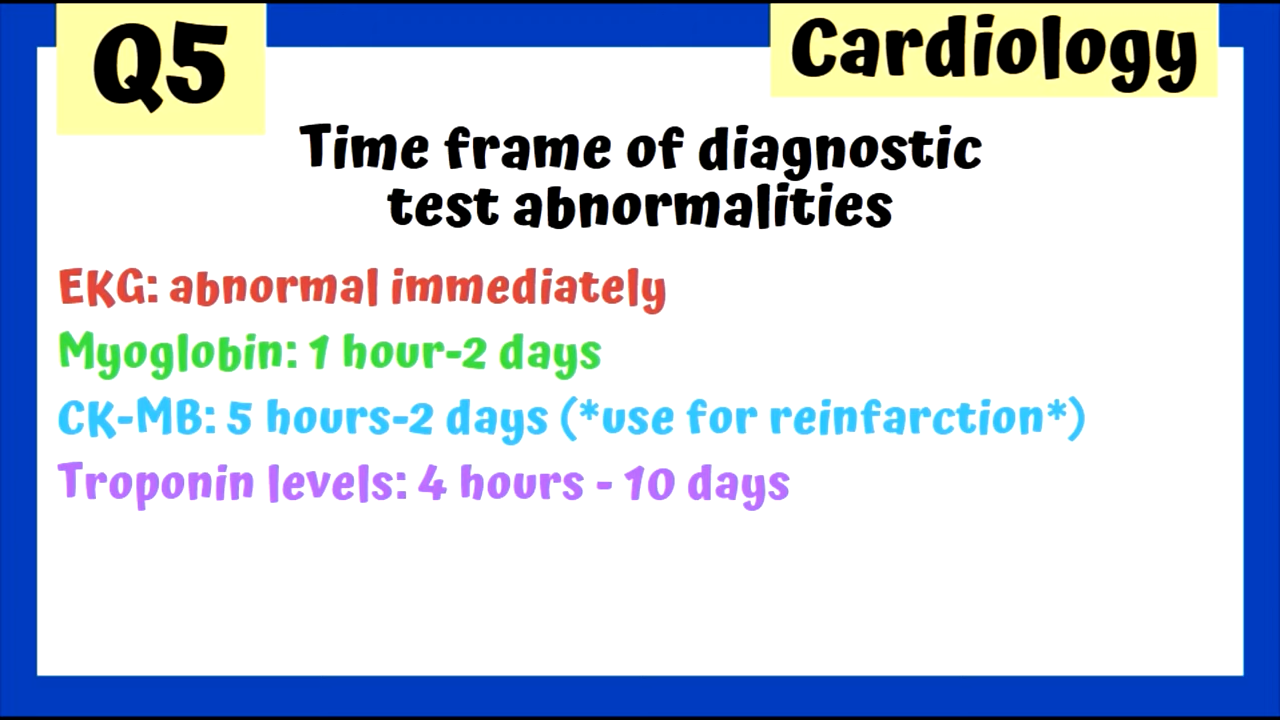 Q5
Cardiology
Time frame of diagnostic
test abnormalities
EKG: abnormal immediately
Myoglobin: 1 hour-2 days
CK-MB: 5 hours-2 days (*use for reinfarction*)
Troponin levels: 4 hours - 10 days